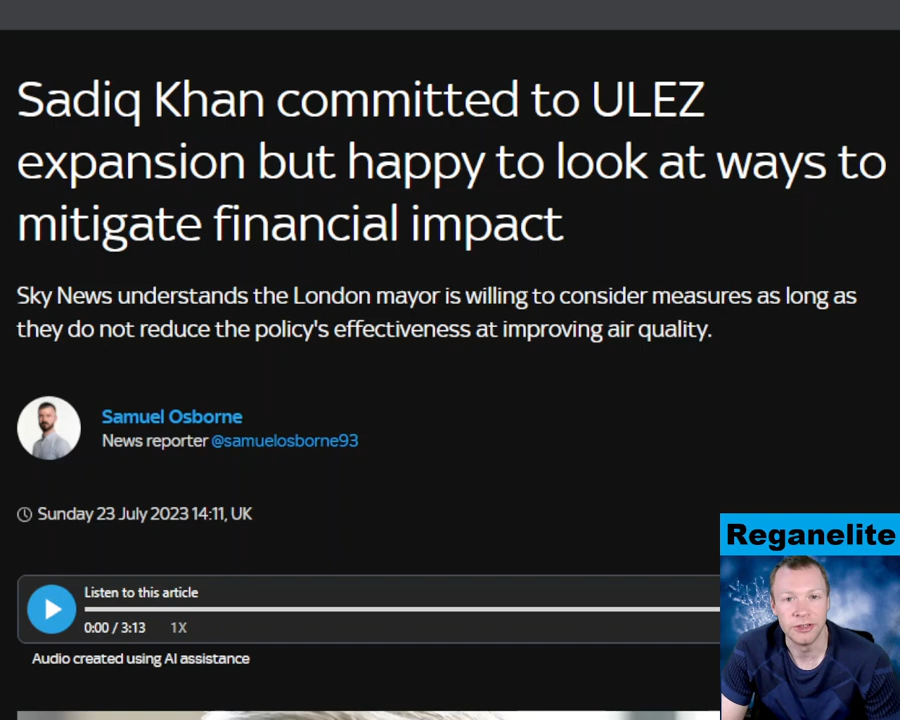 Sadiq Khan committed to ULEZ
expansion but happy to look at ways to
mitigate financial impact
Sky News understands the London mayor is willing to consider measures as long as
they do not reduce the policy's effectiveness at improving air quality.
Samuel Osborne
News reporter @samuelosborne93
Sunday 23 July 2023 14:11, UK
Reganelite
Listen to this article
0:00 / 3:13 1X
Audio created using AI assistance